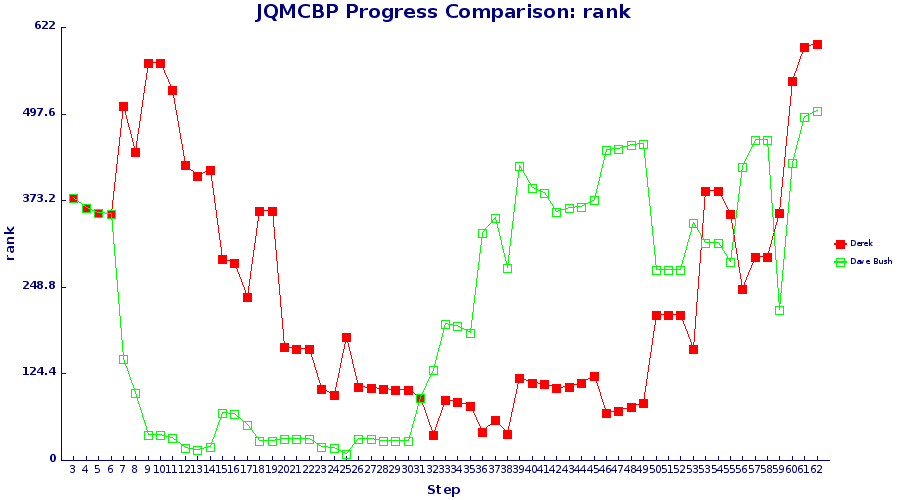 JQMCBP Progress Comparison: rank
622
497.6
373.2
248.8
124.4
0
rank
3 4 5 6 7 8 9 10 11 12 13 14 15 16 17 18 19 20 21 22 23 24 25 26 27 28 29 30 31 32 33 34 35 36 37 38 39 40 41 42 43 44 45 46 47 48 49 50 51 52 53 54 55 56 57 58 59 60 61 62
Step
Derek
Dave Bush